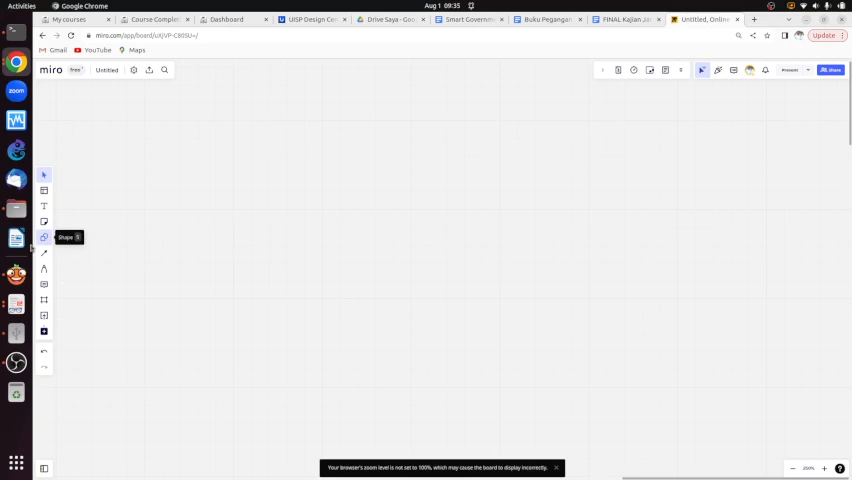 Activities
Google Chrome
Aug 1 09:35
My courses
Course Complet
Dashboard
UISP Design Cen
Drive Saya - Goo
Smart Governme
Buku Pegangan
FINAL Kajian Ja
Untitled, Online
miro.com/app/board/uXjVP-C80SU=/
Update
Gmail
YouTube
Maps
miro
free
Untitled
Present
Share
Shape S
Your browser's zoom level is not set to 100%, which may cause the board to display incorrectly.
250%
zoom